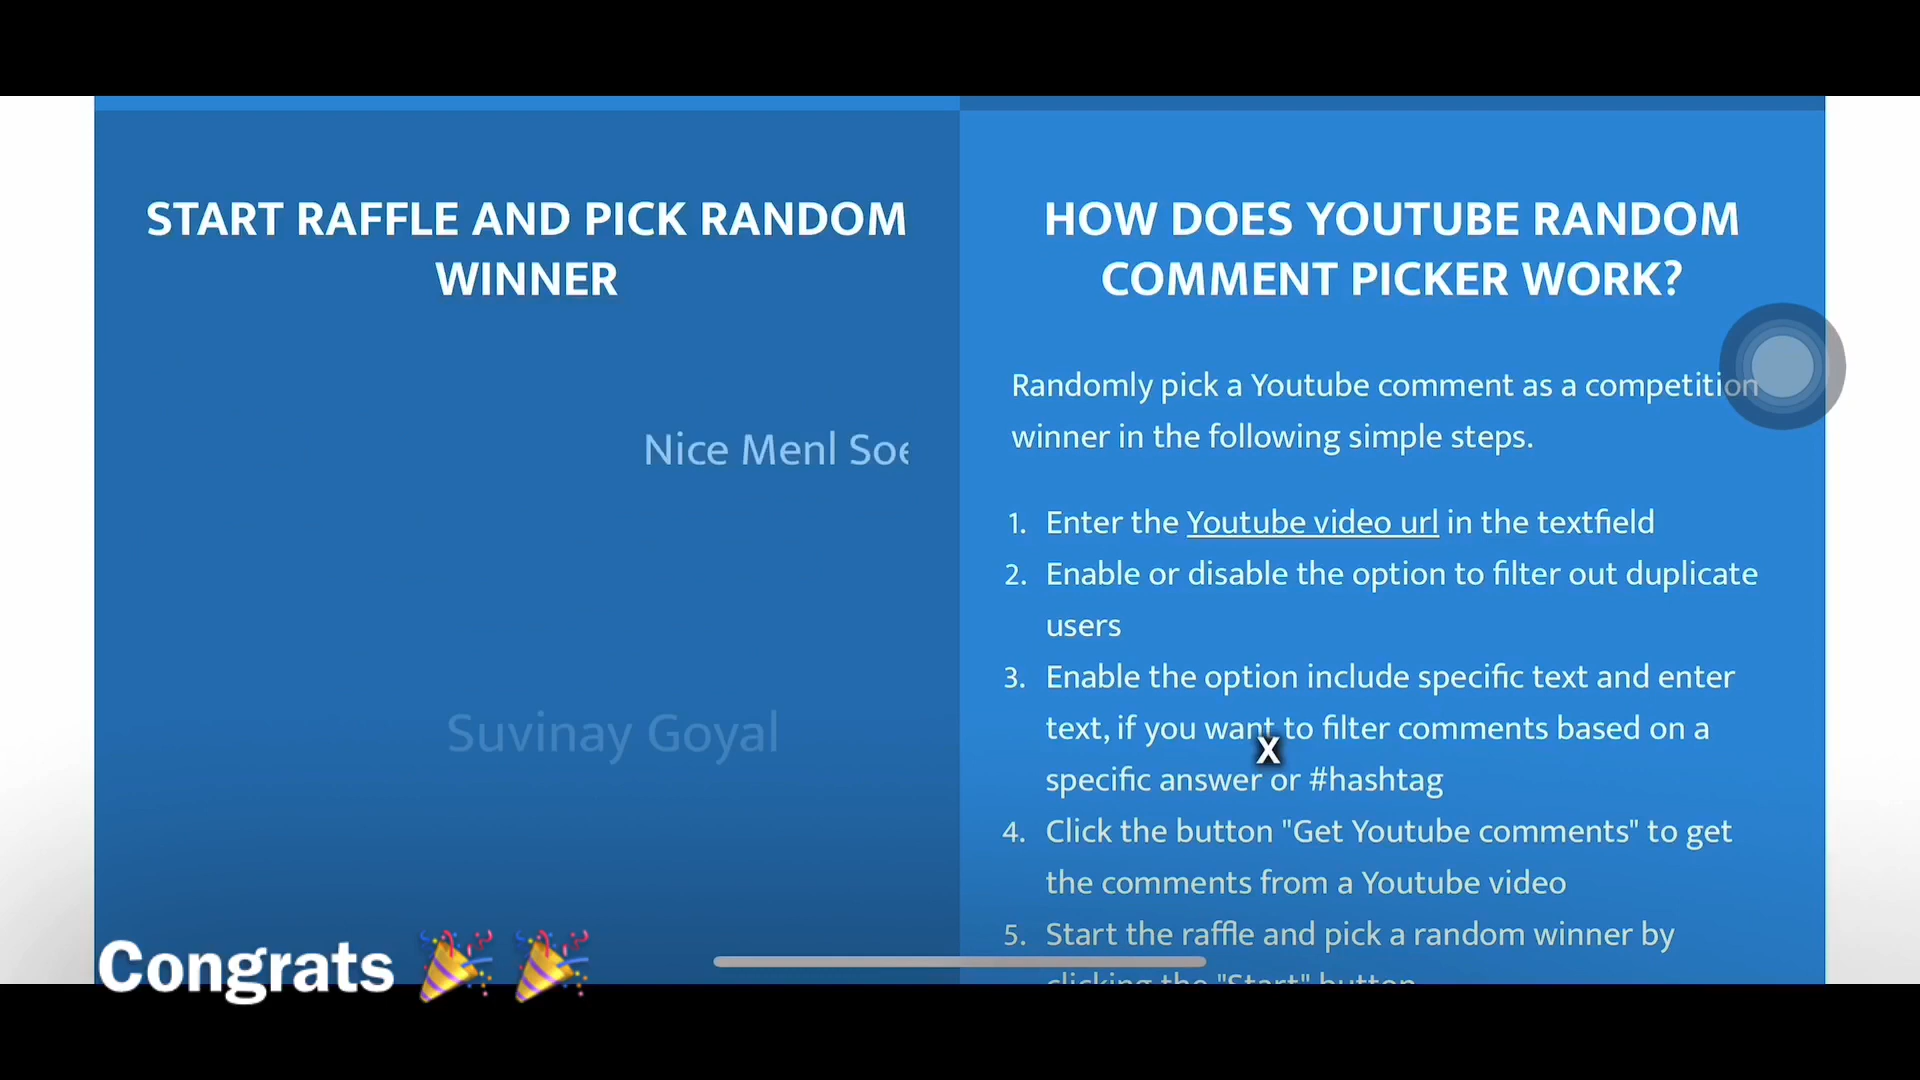 START RAFFLE AND PICK RANDOM
WINNER
Nice Menl Soe
Suvinay Goyal
HOW DOES YOUTUBE RANDOM
COMMENT PICKER WORK?
Randomly pick a Youtube comment as a competition
winner in the following simple steps.
1. Enter the Youtube video url in the textfield
2. Enable or disable the option to filter out duplicate
users
3. Enable the option include specific text and enter
text, if you want to filter comments based on a
specific answer or #hashtag
X
4. Click the button "Get Youtube comments" to get
the comments from a Youtube video
5. Start the raffle and pick a random winner by
clicking the "Start" button
Congrats 🎉 🎉